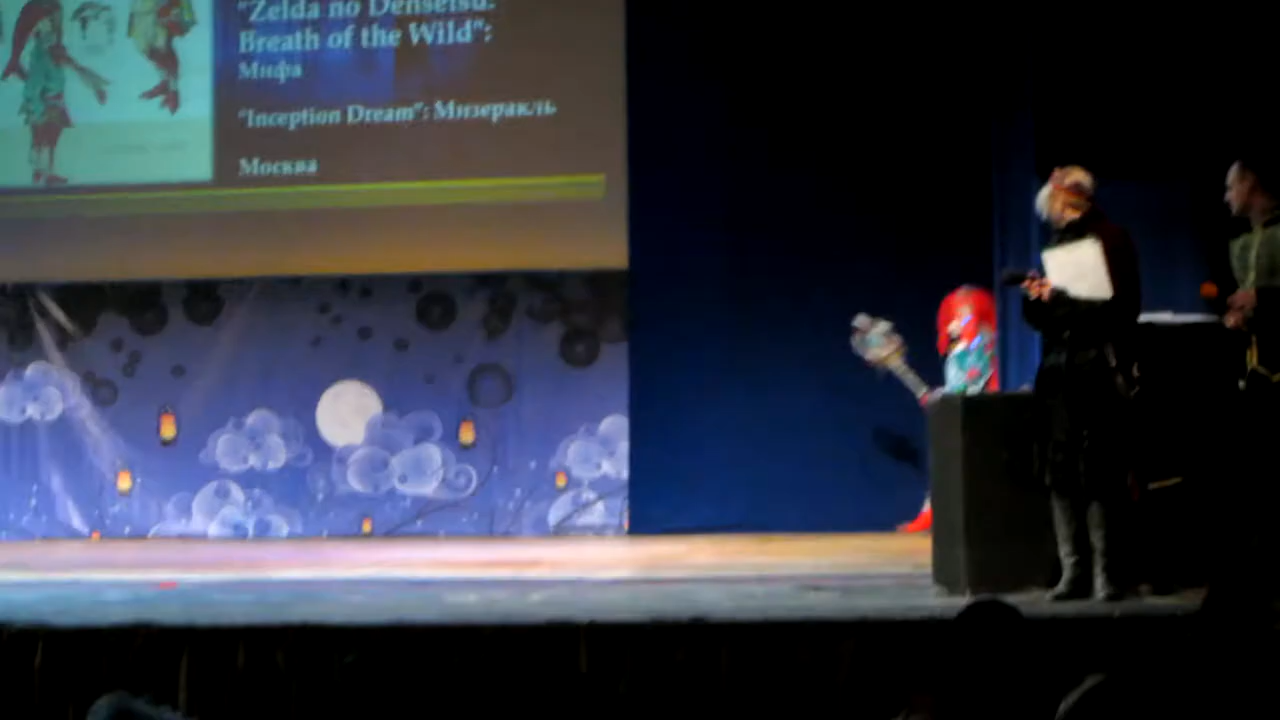 "Zelda no Densetsu:
Breath of the Wild":
Мифа
"Inception Dream": Мизеракль
Москва